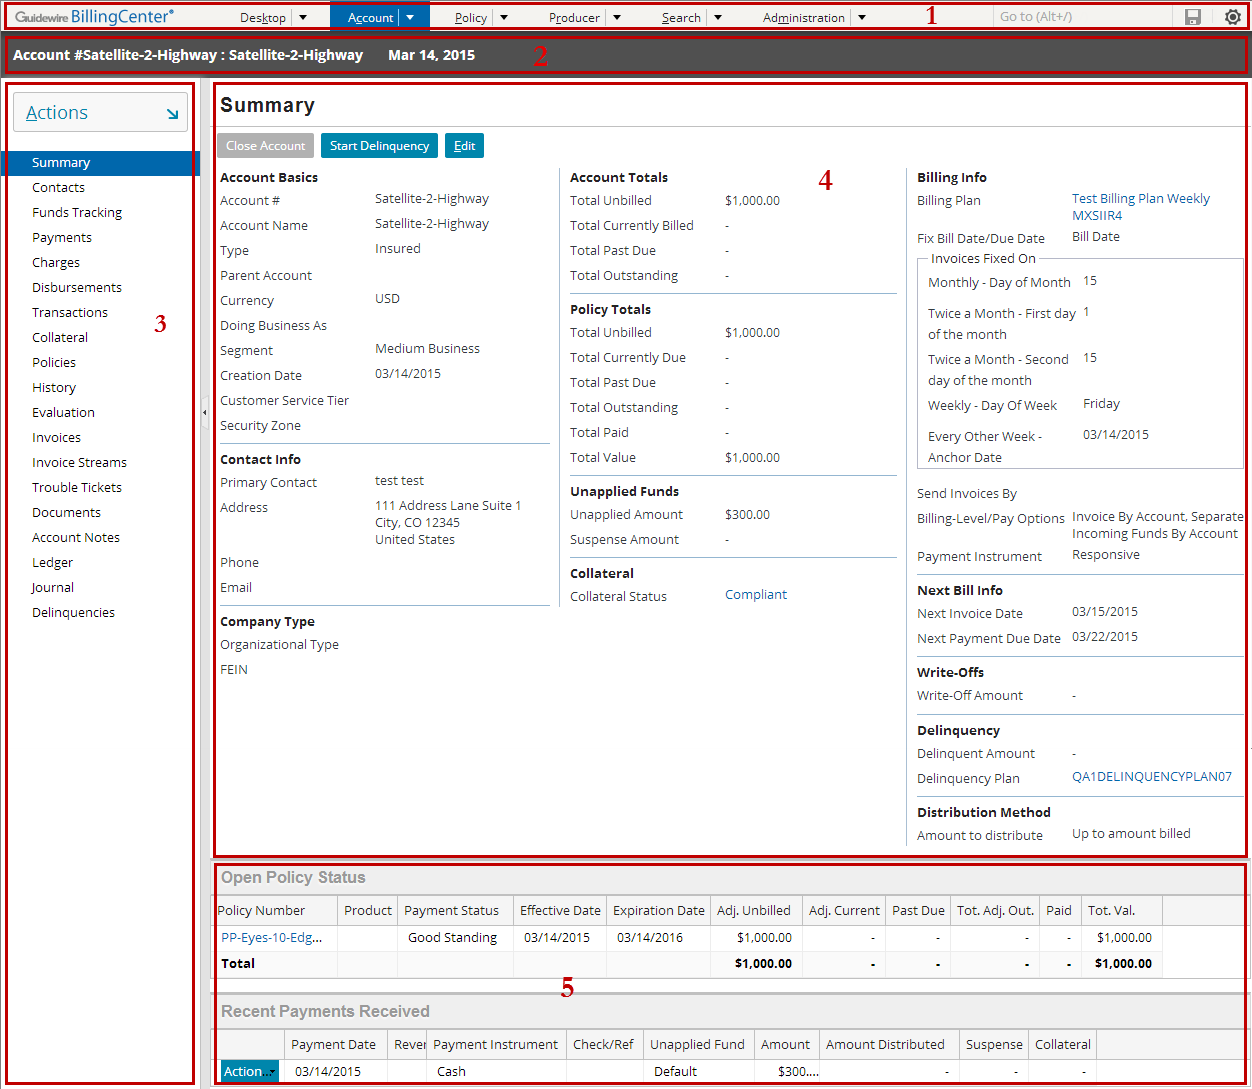 Guidewire BillingCenter® Desktop Account Policy Producer Search Administration 1 Go to (Alt+/)
Account #Satellite-2-Highway : Satellite-2-Highway Mar 14, 2015 2
Actions
Summary
Contacts
Funds Tracking
Payments
Charges
Disbursements
Transactions
3
Collateral
Policies
History
Evaluation
Invoices
Invoice Streams
Trouble Tickets
Documents
Account Notes
Ledger
Journal
Delinquencies
Summary
Close Account Start Delinquency Edit
4
Account Basics
Account # Satellite-2-Highway
Account Name Satellite-2-Highway
Type Insured
Parent Account
Currency USD
Doing Business As
Segment Medium Business
Creation Date 03/14/2015
Customer Service Tier
Security Zone
Contact Info
Primary Contact test test
Address 111 Address Lane Suite 1
City, CO 12345
United States
Phone
Email
Company Type
Organizational Type
FEIN
Account Totals
Total Unbilled $1,000.00
Total Currently Billed -
Total Past Due -
Total Outstanding -
Policy Totals
Total Unbilled $1,000.00
Total Currently Due -
Total Past Due -
Total Outstanding -
Total Paid -
Total Value $1,000.00
Unapplied Funds
Unapplied Amount $300.00
Suspense Amount -
Collateral
Collateral Status Compliant
Billing Info
Billing Plan Test Billing Plan Weekly
MXSIIR4
Fix Bill Date/Due Date Bill Date
Invoices Fixed On
Monthly - Day of Month 15
Twice a Month - First day 1
of the month
Twice a Month - Second 15
day of the month
Weekly - Day Of Week Friday
Every Other Week - 03/14/2015
Anchor Date
Send Invoices By
Billing-Level/Pay Options Invoice By Account, Separate
Incoming Funds By Account
Payment Instrument Responsive
Next Bill Info
Next Invoice Date 03/15/2015
Next Payment Due Date 03/22/2015
Write-Offs
Write-Off Amount -
Delinquency
Delinquent Amount -
Delinquency Plan QA1DELINQUENCYPLAN07
Distribution Method
Amount to distribute Up to amount billed
Open Policy Status
Policy Number Product Payment Status Effective Date Expiration Date Adj. Unbilled Adj. Current Past Due Tot. Adj. Out. Paid Tot. Val.
PP-Eyes-10-Edg... Good Standing 03/14/2015 03/14/2016 $1,000.00 - - - - $1,000.00
Total $1,000.00 - - - - $1,000.00
5
Recent Payments Received
Payment Date Rever Payment Instrument Check/Ref Unapplied Fund Amount Amount Distributed Suspense Collateral
Action... 03/14/2015 Cash Default $300.... - - -